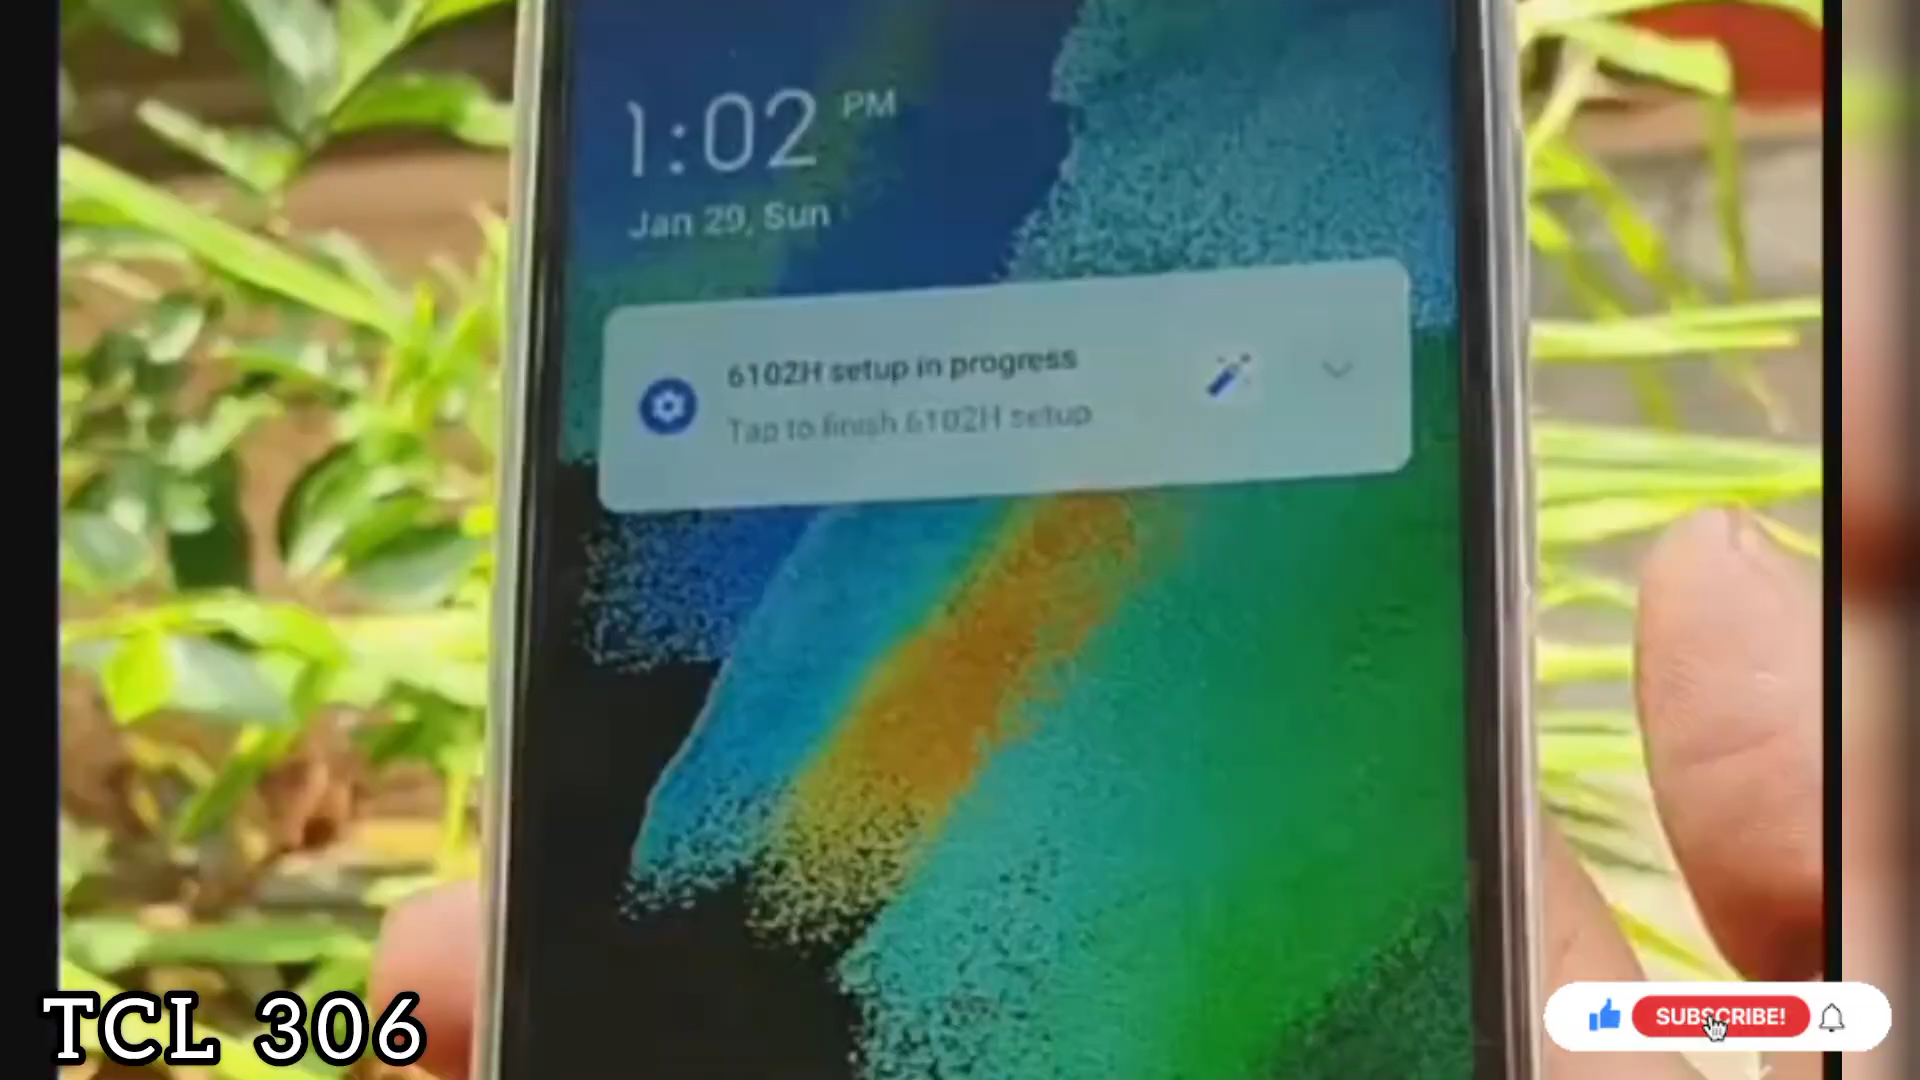 1:02 PM
Jan 29, Sun
6102H setup in progress
Tap to finish 6102H setup
TCL 306
SUBSCRIBE!